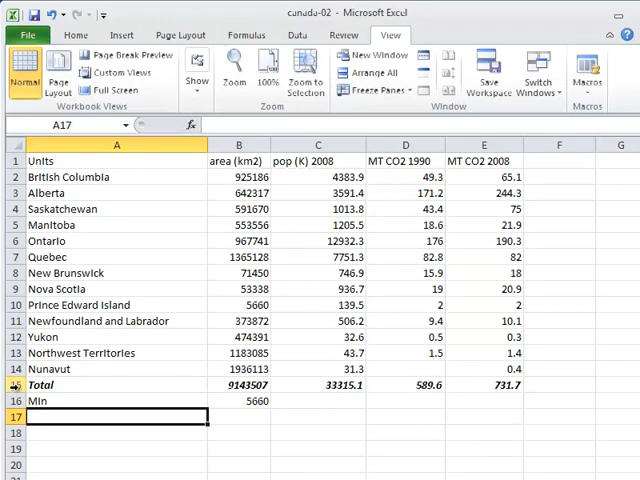 canada-02 - Microsoft Excel
File Home Insert Page Layout Formulas Data Review View
Normal
Page Layout
Page Break Preview
Custom Views
Full Screen
Workbook Views
Show
Zoom
100%
Zoom to Selection
Zoom
New Window
Arrange All
Freeze Panes
Window
Save Workspace
Switch Windows
Macros
Macros
A17 fx
A B C D E F G
1 Units area (km2) pop (K) 2008 MT CO2 1990 MT CO2 2008
2 British Columbia 925186 4383.9 49.3 65.1
3 Alberta 642317 3591.4 171.2 244.3
4 Saskatchewan 591670 1013.8 43.4 75
5 Manitoba 553556 1205.5 18.6 21.9
6 Ontario 967741 12932.3 176 190.3
7 Quebec 1365128 7751.3 82.8 82
8 New Brunswick 71450 746.9 15.9 18
9 Nova Scotia 53338 936.7 19 20.9
10 Prince Edward Island 5660 139.5 2 2
11 Newfoundland and Labrador 373872 506.2 9.4 10.1
12 Yukon 474391 32.6 0.5 0.3
13 Northwest Territories 1183085 43.7 1.5 1.4
14 Nunavut 1936113 31.3 0.4
15 Total 9143507 33315.1 589.6 731.7
16 Min 5660
17
18
19
20